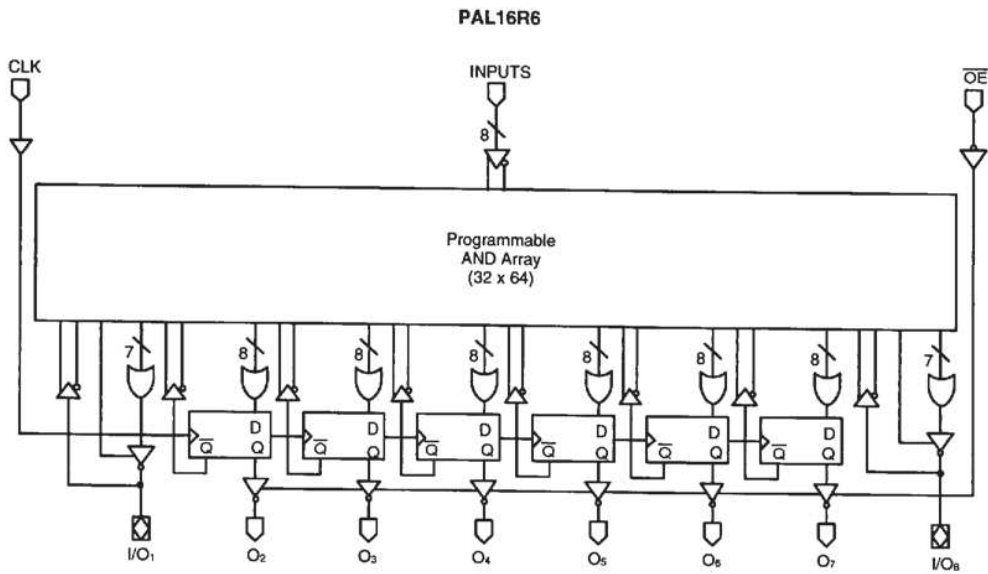 PAL16R6
CLK
INPUTS
OE
8
Programmable
AND Array
(32 x 64)
7
8
8
8
8
8
8
7
D
Q
Q
D
Q
Q
D
Q
Q
D
Q
Q
D
Q
Q
D
Q
Q
I/O1
O2
O3
O4
O5
O6
O7
I/O8